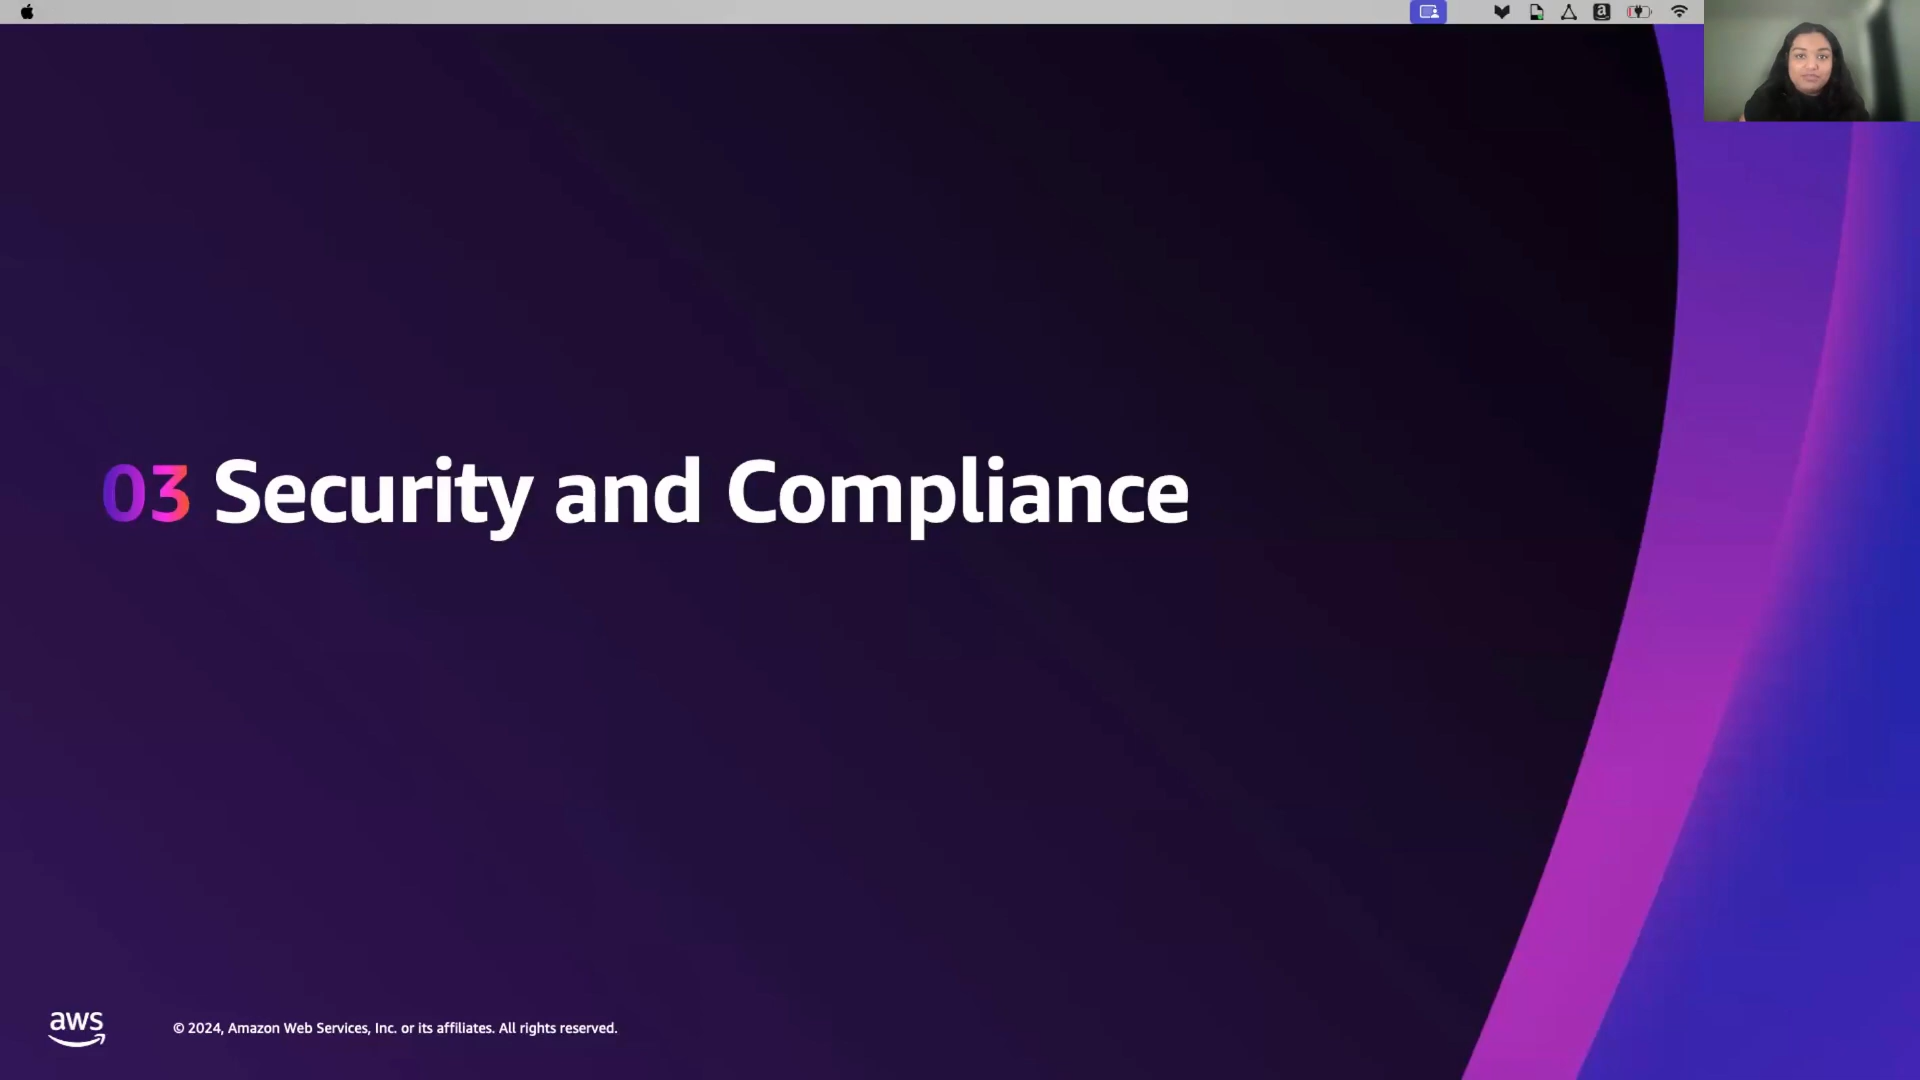 03 Security and Compliance
aws
© 2024, Amazon Web Services, Inc. or its affiliates. All rights reserved.